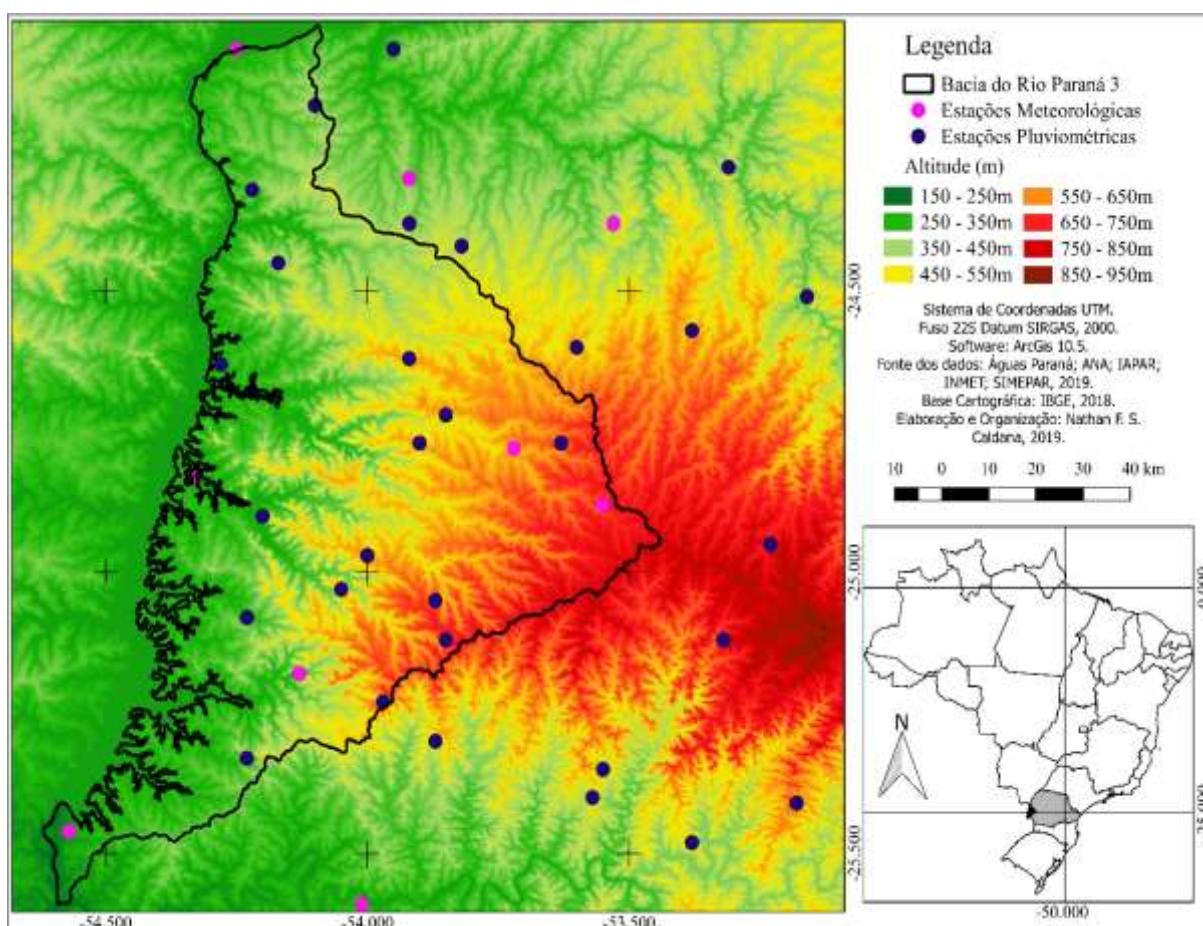 Legenda
Bacia do Rio Paraná 3
Estações Meteorológicas
Estações Pluviométricas
Altitude (m)
150 - 250m 550 - 650m
250 - 350m 650 - 750m
350 - 450m 750 - 850m
450 - 550m 850 - 950m
Sistema de Coordenadas UTM.
Fuso 22S Datum SIRGAS, 2000.
Software: ArcGis 10.5.
Fonte dos dados: Águas Paraná; ANA; IAPAR;
INMET; SIMEPAR, 2019.
Base Cartográfica: IBGE, 2018.
Elaboração e Organização: Nathan F. S.
Caldana, 2019.
10 0 10 20 30 40 km
N
-24.500
-25.000
-25.500
-54.500 -54.000 -53.500
-50.000